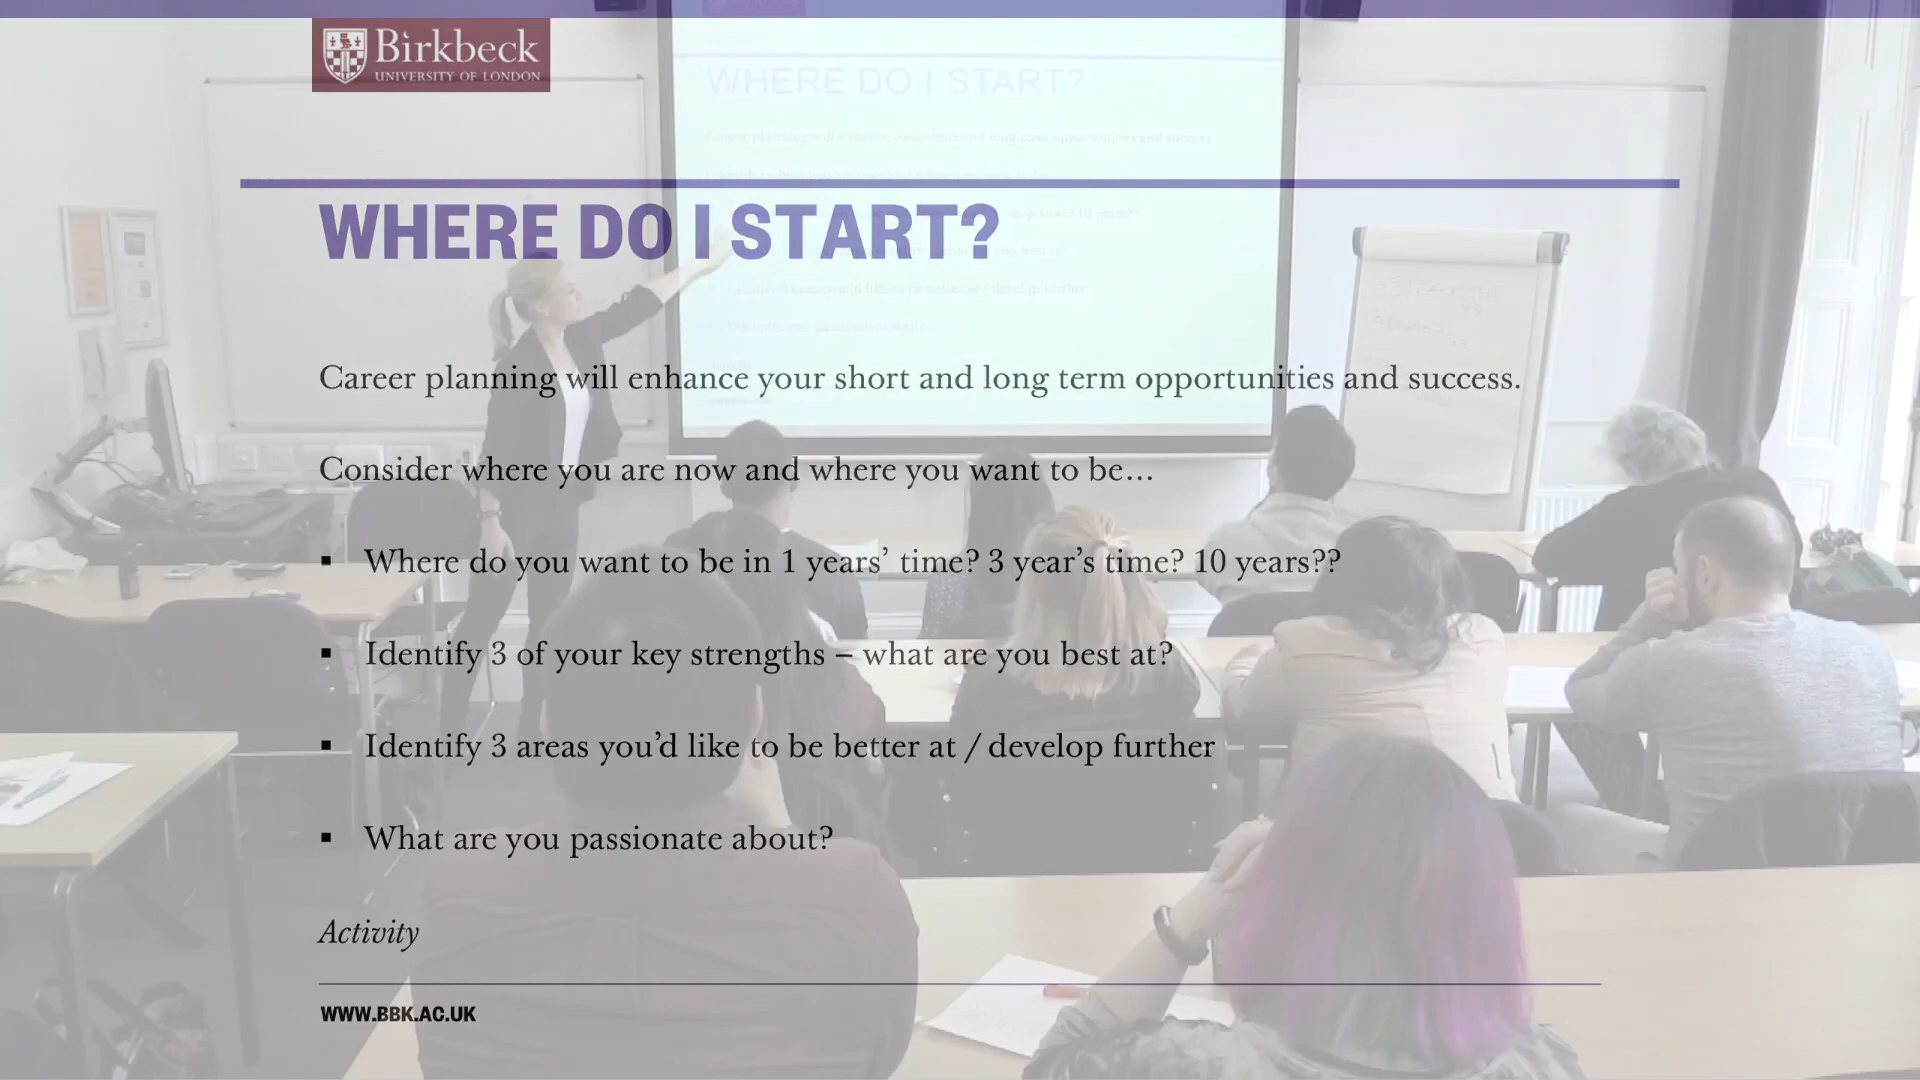 Birkbeck
UNIVERSITY OF LONDON
WHERE DO I START?
WHERE DO I START?
Career planning will enhance your short and long term opportunities and success.
Consider where you are now and where you want to be…
▪ Where do you want to be in 1 years’ time? 3 year’s time? 10 years??
▪ Identify 3 of your key strengths – what are you best at?
▪ Identify 3 areas you’d like to be better at / develop further
▪ What are you passionate about?
Activity
WWW.BBK.AC.UK